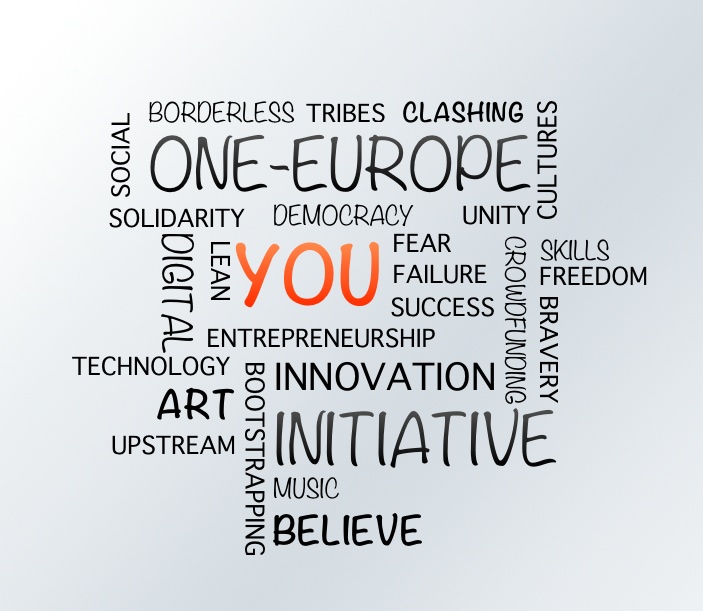 BORDERLESS TRIBES CLASHING
SOCIAL
CULTURES
ONE-EUROPE
SOLIDARITY DEMOCRACY UNITY
DIGITAL
LEAN
YOU
FEAR
FAILURE
SUCCESS
CROWDFUNDING
SKILLS
FREEDOM
BRAVERY
ENTREPRENEURSHIP
TECHNOLOGY
BOOTSTRAPPING
INNOVATION
ART
INITIATIVE
UPSTREAM
MUSIC
BELIEVE